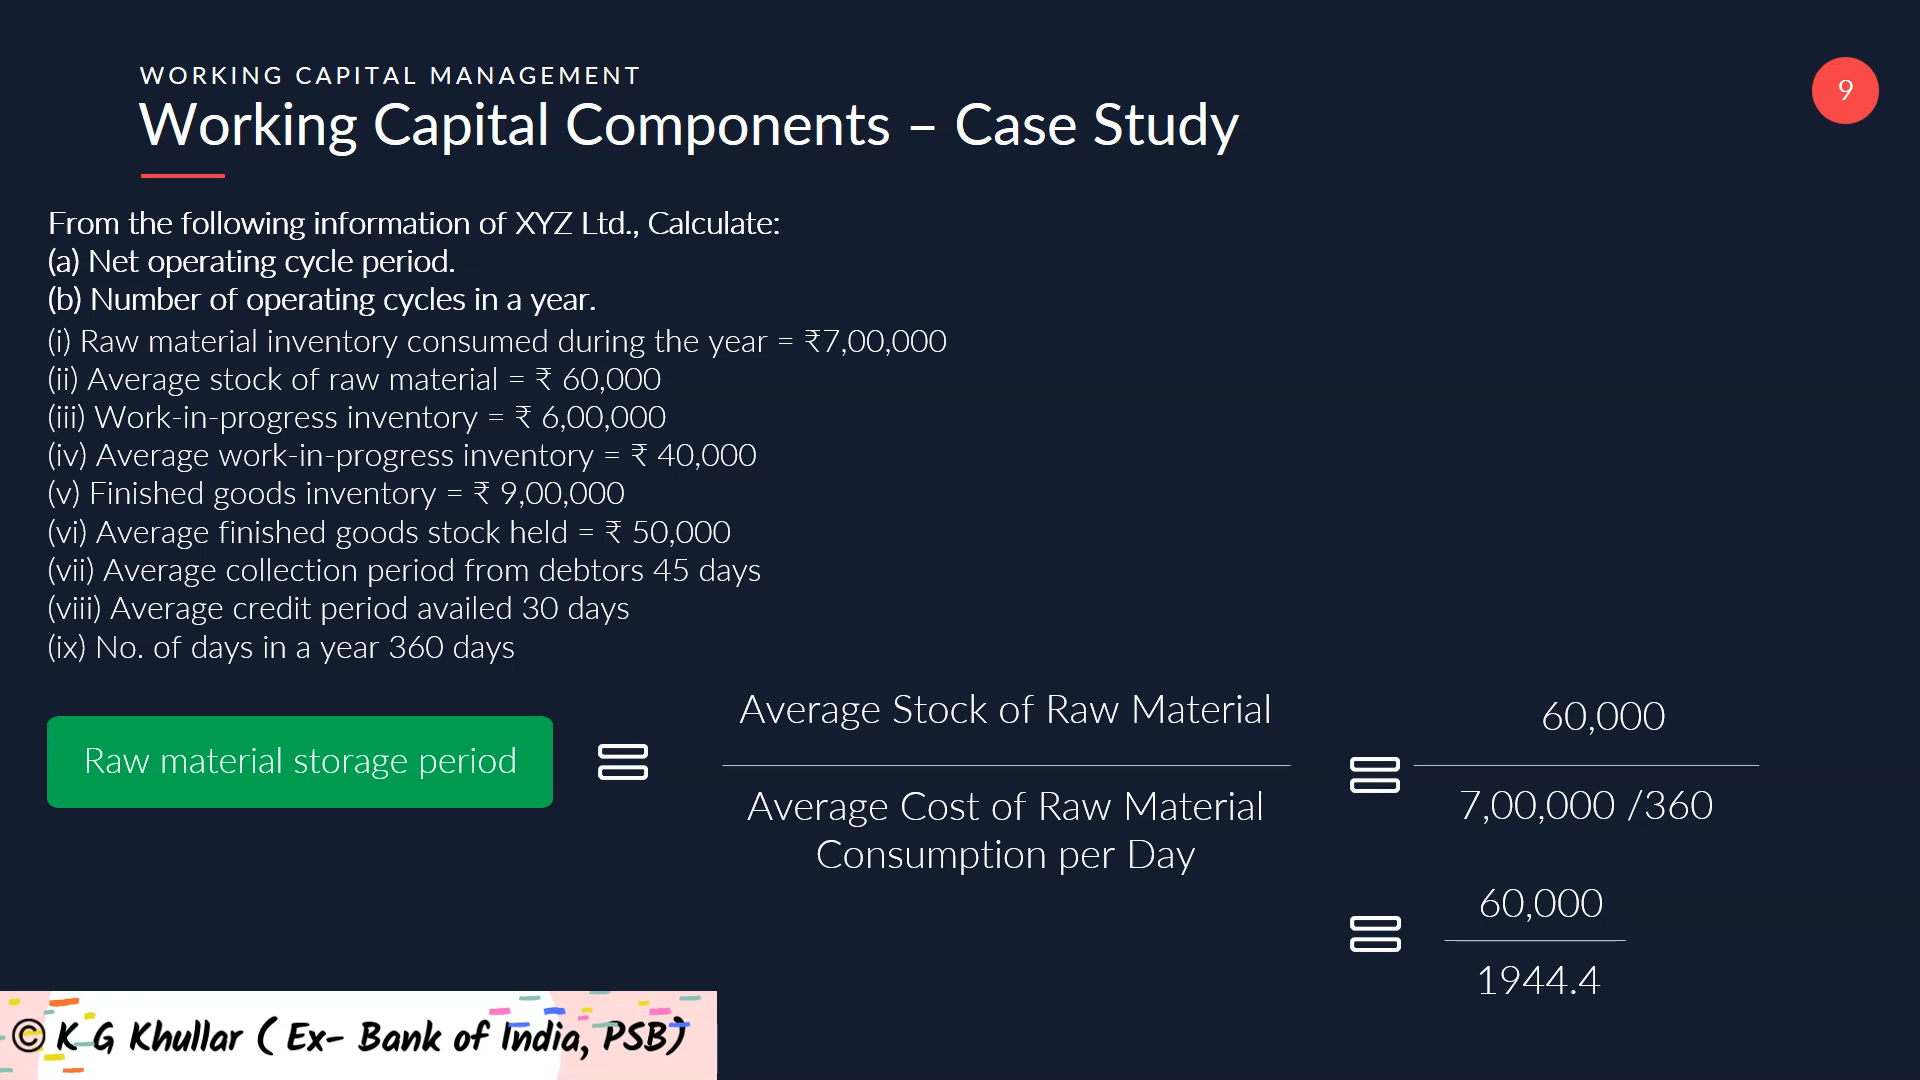 WORKING CAPITAL MANAGEMENT
Working Capital Components – Case Study
9
From the following information of XYZ Ltd., Calculate:
(a) Net operating cycle period.
(b) Number of operating cycles in a year.
(i) Raw material inventory consumed during the year = ₹7,00,000
(ii) Average stock of raw material = ₹ 60,000
(iii) Work-in-progress inventory = ₹ 6,00,000
(iv) Average work-in-progress inventory = ₹ 40,000
(v) Finished goods inventory = ₹ 9,00,000
(vi) Average finished goods stock held = ₹ 50,000
(vii) Average collection period from debtors 45 days
(viii) Average credit period availed 30 days
(ix) No. of days in a year 360 days
Raw material storage period
=
Average Stock of Raw Material
Average Cost of Raw Material
Consumption per Day
=
60,000
7,00,000 /360
=
60,000
1944.4
© K G Khullar ( Ex- Bank of India, PSB)